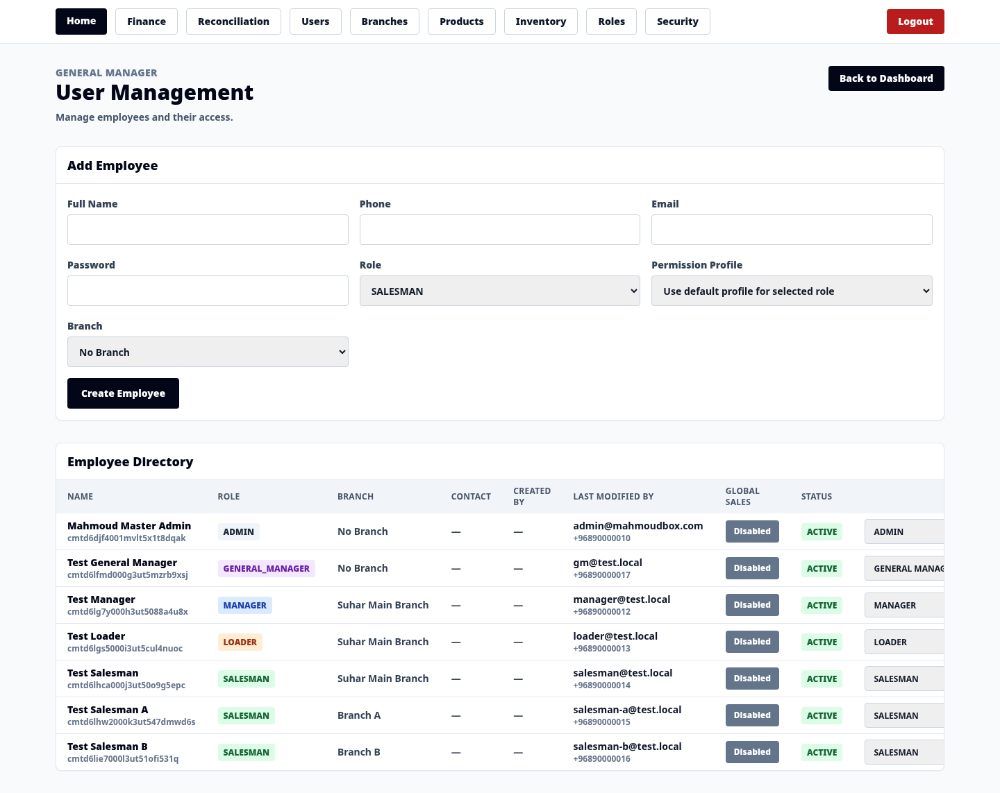 Home Finance Reconciliation Users Branches Products Inventory Roles Security Logout
GENERAL MANAGER
User Management
Back to Dashboard
Manage employees and their access.
Add Employee
Full Name Phone Email
Password Role Permission Profile
SALESMAN Use default profile for selected role
Branch
No Branch
Create Employee
Employee Directory
NAME ROLE BRANCH CONTACT CREATED BY LAST MODIFIED BY GLOBAL SALES STATUS
Mahmoud Master Admin ADMIN No Branch — — admin@mahmoudbox.com Disabled ACTIVE ADMIN
cmtd6djf4001mvlt5x1t8dqak +96890000010
Test General Manager GENERAL_MANAGER No Branch — — gm@test.local Disabled ACTIVE GENERAL MANAG
cmtd6lfmd000g3ut5mzrb9xsj +96890000017
Test Manager MANAGER Suhar Main Branch — — manager@test.local Disabled ACTIVE MANAGER
cmtd6lg7y000h3ut5088a4u8x +96890000012
Test Loader LOADER Suhar Main Branch — — loader@test.local Disabled ACTIVE LOADER
cmtd6lgs5000i3ut5cul4nuoc +96890000013
Test Salesman SALESMAN Suhar Main Branch — — salesman@test.local Disabled ACTIVE SALESMAN
cmtd6lhca000j3ut50o9g5epc +96890000014
Test Salesman A SALESMAN Branch A — — salesman-a@test.local Disabled ACTIVE SALESMAN
cmtd6lhw2000k3ut547dmwd6s +96890000015
Test Salesman B SALESMAN Branch B — — salesman-b@test.local Disabled ACTIVE SALESMAN
cmtd6lie7000l3ut51ofi531q +96890000016